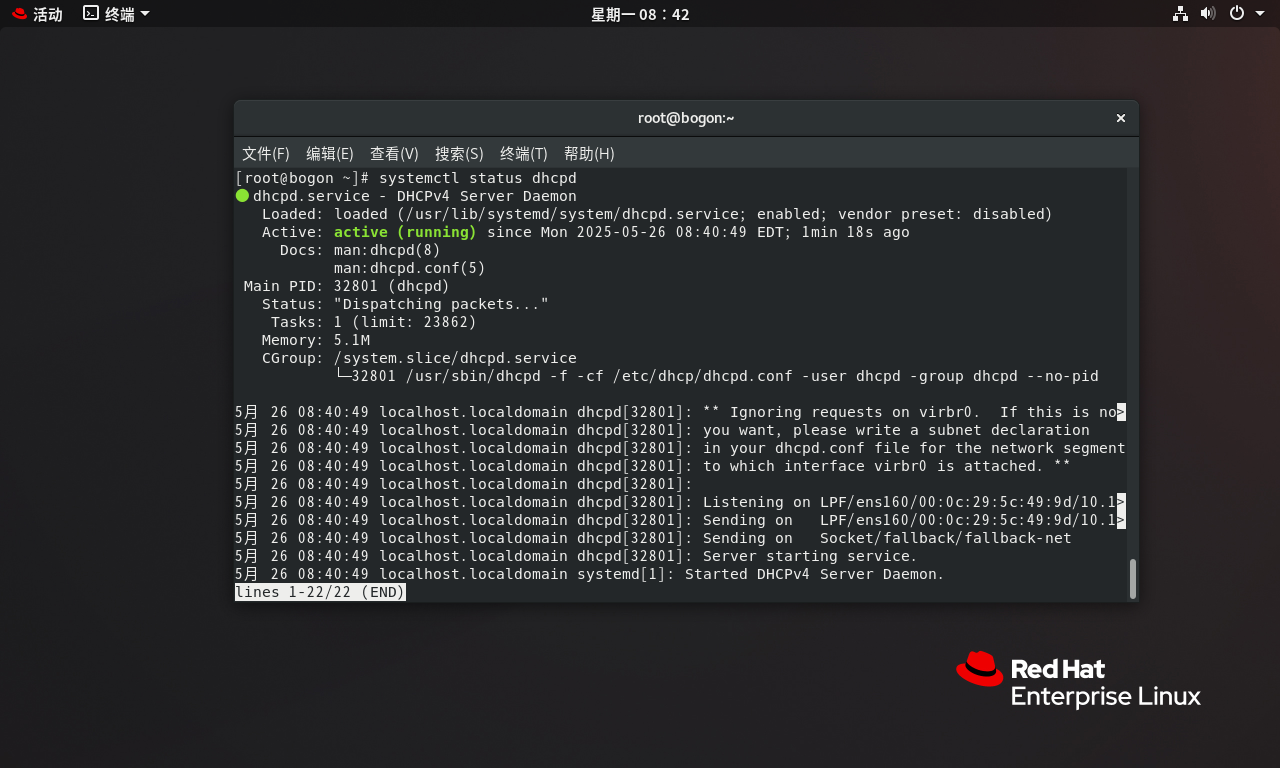 活动 终端 星期一 08：42
root@bogon:~
文件(F) 编辑(E) 查看(V) 搜索(S) 终端(T) 帮助(H)
[root@bogon ~]# systemctl status dhcpd
dhcpd.service - DHCPv4 Server Daemon
Loaded: loaded (/usr/lib/systemd/system/dhcpd.service; enabled; vendor preset: disabled)
Active: active (running) since Mon 2025-05-26 08:40:49 EDT; 1min 18s ago
Docs: man:dhcpd(8)
man:dhcpd.conf(5)
Main PID: 32801 (dhcpd)
Status: "Dispatching packets..."
Tasks: 1 (limit: 23862)
Memory: 5.1M
CGroup: /system.slice/dhcpd.service
└─32801 /usr/sbin/dhcpd -f -cf /etc/dhcp/dhcpd.conf -user dhcpd -group dhcpd --no-pid
5月 26 08:40:49 localhost.localdomain dhcpd[32801]: ** Ignoring requests on virbr0.  If this is no>
5月 26 08:40:49 localhost.localdomain dhcpd[32801]: you want, please write a subnet declaration
5月 26 08:40:49 localhost.localdomain dhcpd[32801]: in your dhcpd.conf file for the network segment
5月 26 08:40:49 localhost.localdomain dhcpd[32801]: to which interface virbr0 is attached. **
5月 26 08:40:49 localhost.localdomain dhcpd[32801]:
5月 26 08:40:49 localhost.localdomain dhcpd[32801]: Listening on LPF/ens160/00:0c:29:5c:49:9d/10.1>
5月 26 08:40:49 localhost.localdomain dhcpd[32801]: Sending on   LPF/ens160/00:0c:29:5c:49:9d/10.1>
5月 26 08:40:49 localhost.localdomain dhcpd[32801]: Sending on   Socket/fallback/fallback-net
5月 26 08:40:49 localhost.localdomain dhcpd[32801]: Server starting service.
5月 26 08:40:49 localhost.localdomain systemd[1]: Started DHCPv4 Server Daemon.
lines 1-22/22 (END)
Red Hat
Enterprise Linux